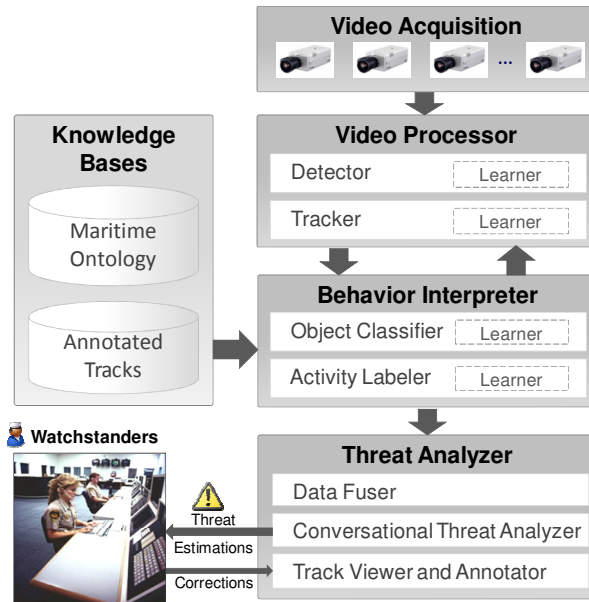 Video Acquisition
...
Knowledge
Bases
Maritime
Ontology
Annotated
Tracks
Video Processor
Detector
Learner
Tracker
Learner
Behavior Interpreter
Object Classifier
Learner
Activity Labeler
Learner
Watchstanders
Threat
Estimations
Corrections
Threat Analyzer
Data Fuser
Conversational Threat Analyzer
Track Viewer and Annotator